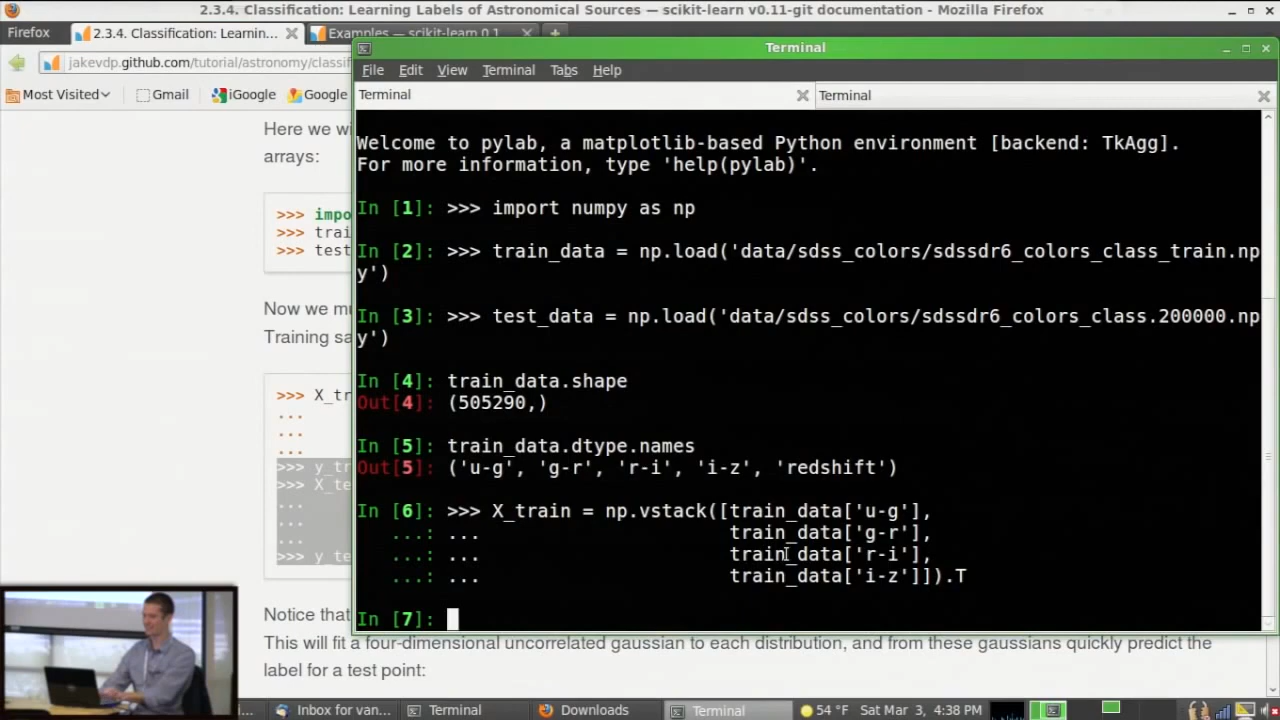 2.3.4. Classification: Learning Labels of Astronomical Sources — scikit-learn v0.11-git documentation - Mozilla Firefox
Firefox
2.3.4. Classification: Learnin...
Examples — scikit-learn 0.1
Terminal
jakevdp.github.com/tutorial/astronomy/classif
File Edit View Terminal Tabs Help
Most Visited
Gmail
iGoogle
Google
Terminal
Terminal
Here we wi
arrays:
>>> impo
>>> trai
>>> test
Now we mu
Training sa
>>> X_t
...
...
...
>>> y_tr
>>> X_te
...
...
...
>>> y_te
Notice that
Welcome to pylab, a matplotlib-based Python environment [backend: TkAgg].
For more information, type 'help(pylab)'.
In [1]: >>> import numpy as np
In [2]: >>> train_data = np.load('data/sdss_colors/sdssdr6_colors_class_train.np
y')
In [3]: >>> test_data = np.load('data/sdss_colors/sdssdr6_colors_class.200000.np
y')
In [4]: train_data.shape
Out[4]: (505290,)
In [5]: train_data.dtype.names
Out[5]: ('u-g', 'g-r', 'r-i', 'i-z', 'redshift')
In [6]: >>> X_train = np.vstack([train_data['u-g'],
...: ... train_data['g-r'],
...: ... train_data['r-i'],
...: ... train_data['i-z']]).T
In [7]:
This will fit a four-dimensional uncorrelated gaussian to each distribution, and from these gaussians quickly predict the
label for a test point:
... Inbox for van... Terminal Downloads Terminal 54 °F Sat Mar 3, 4:38 PM